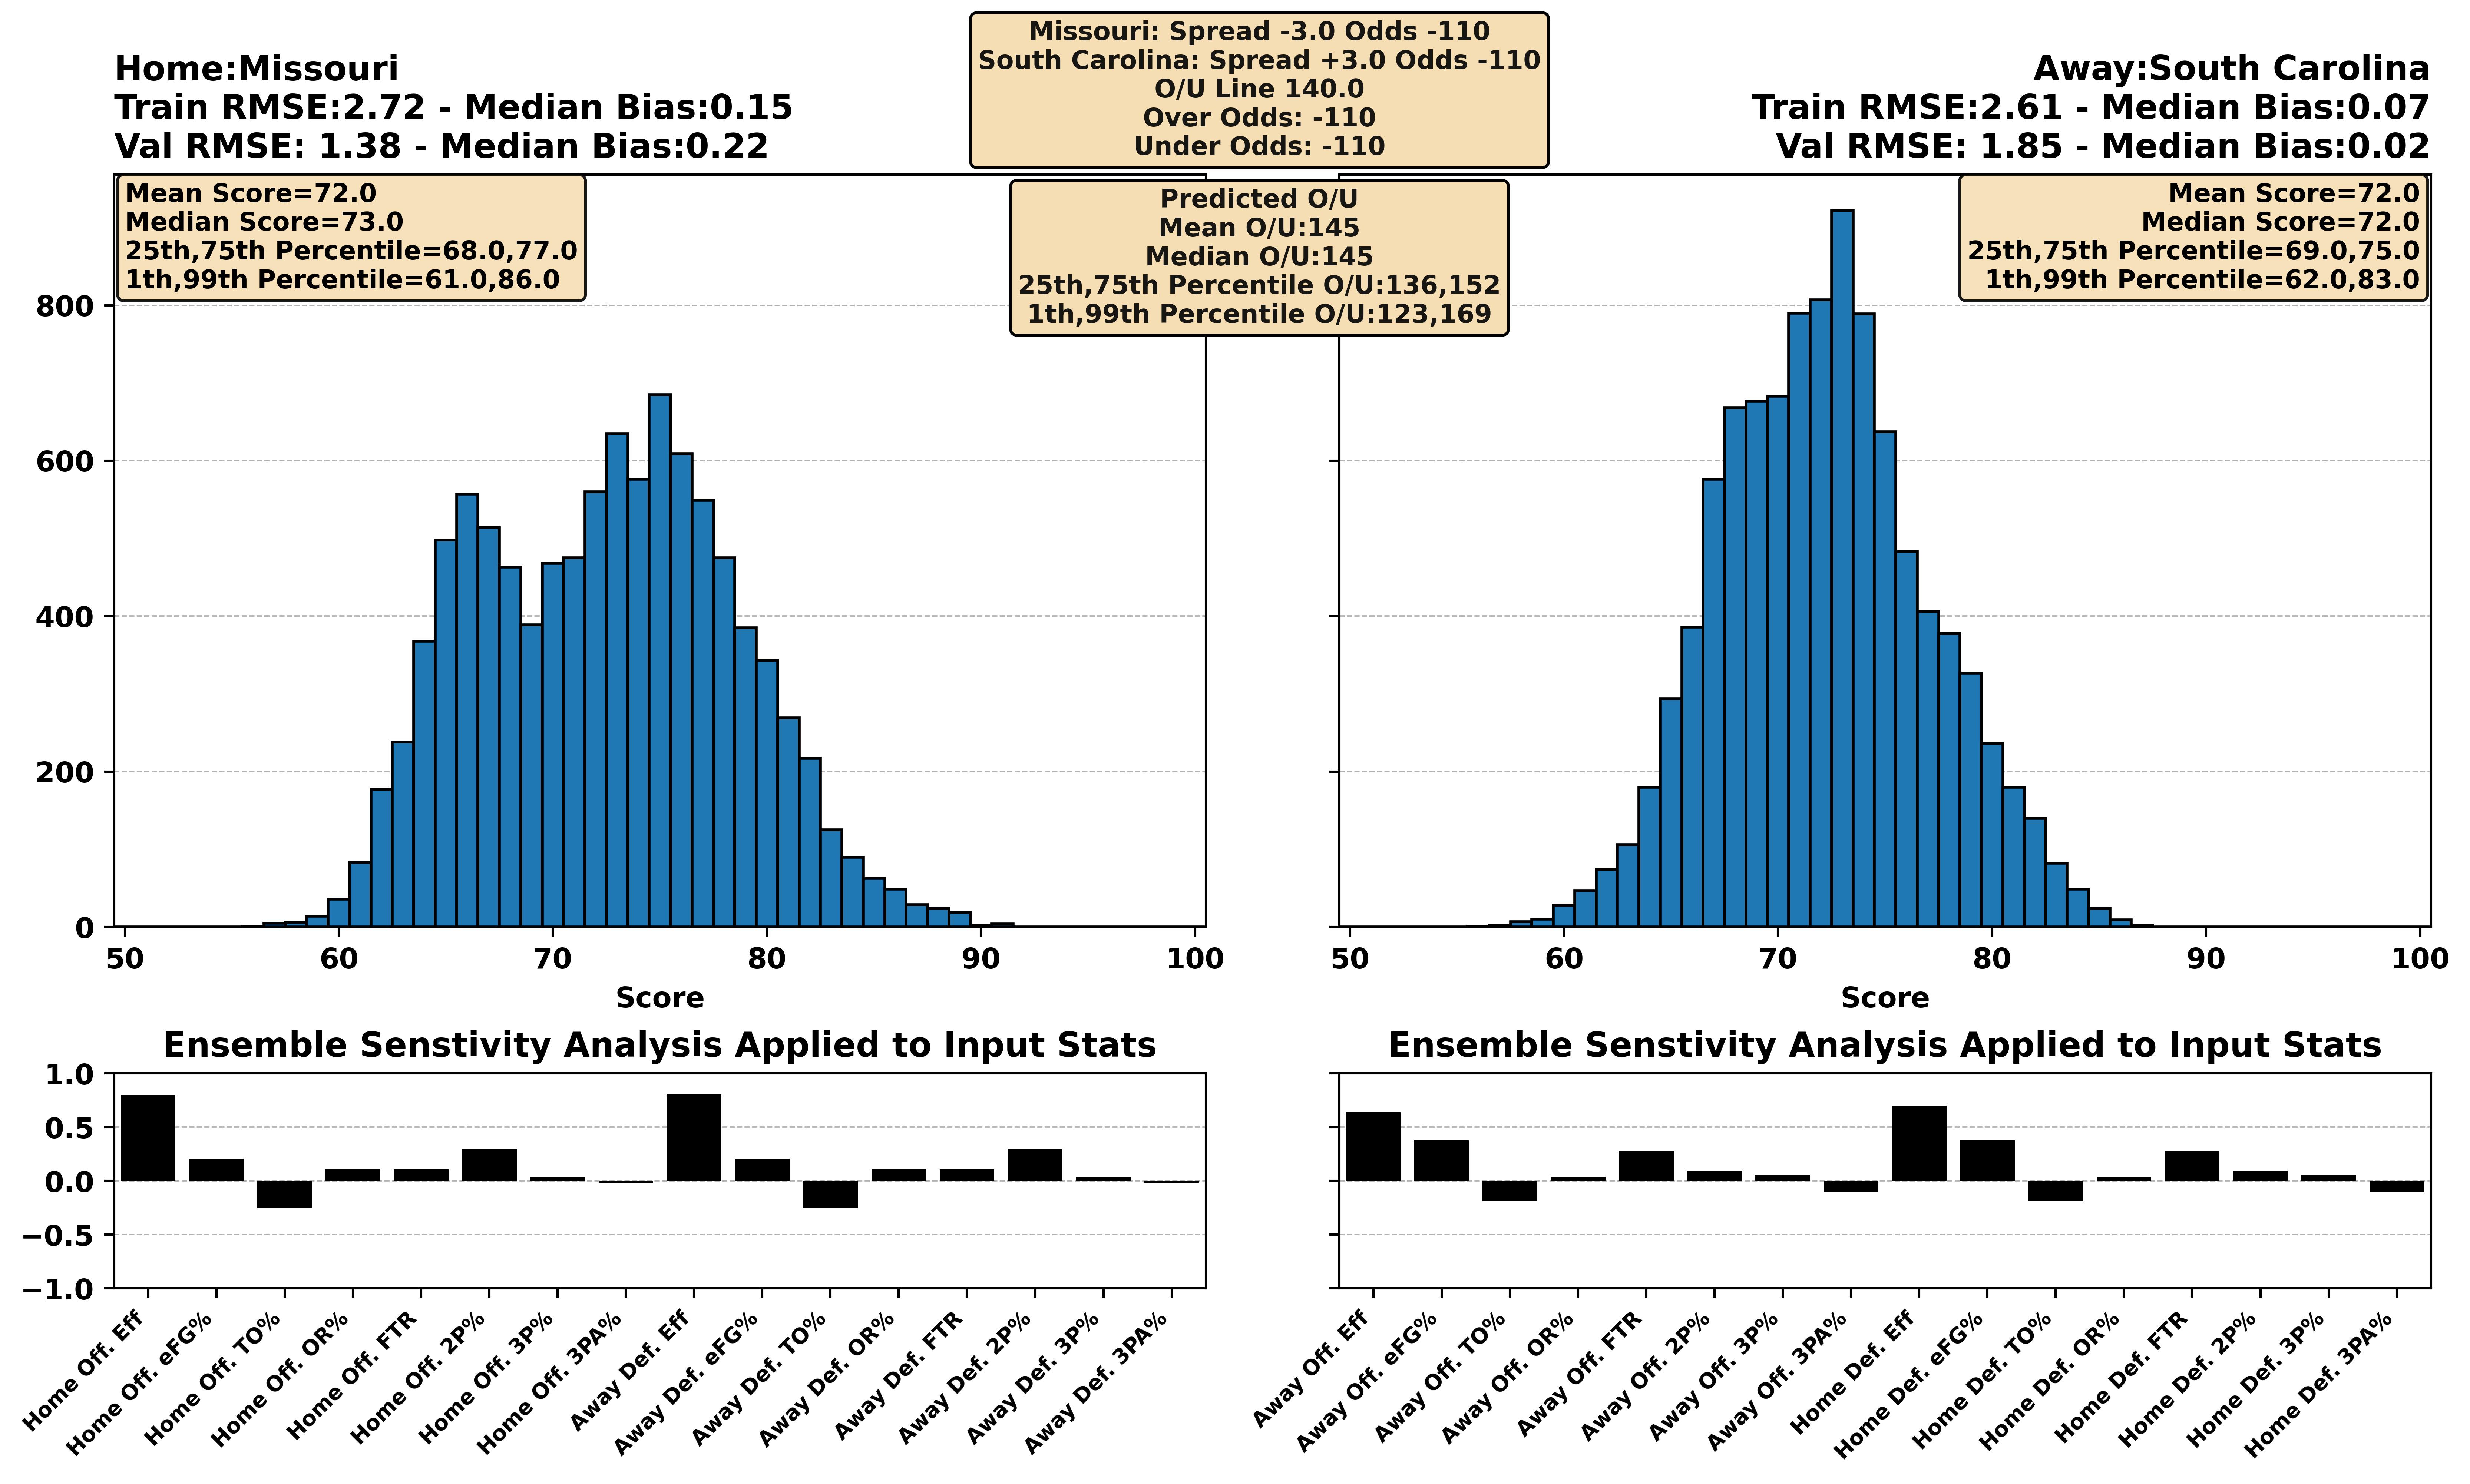 Missouri: Spread -3.0 Odds -110
South Carolina: Spread +3.0 Odds -110
O/U Line 140.0
Over Odds: -110
Under Odds: -110
Home:Missouri
Train RMSE:2.72 - Median Bias:0.15
Val RMSE: 1.38 - Median Bias:0.22
Away:South Carolina
Train RMSE:2.61 - Median Bias:0.07
Val RMSE: 1.85 - Median Bias:0.02
Mean Score=72.0
Median Score=73.0
25th,75th Percentile=68.0,77.0
1th,99th Percentile=61.0,86.0
Predicted O/U
Mean O/U:145
Median O/U:145
25th,75th Percentile O/U:136,152
1th,99th Percentile O/U:123,169
Mean Score=72.0
Median Score=72.0
25th,75th Percentile=69.0,75.0
1th,99th Percentile=62.0,83.0
800
600
400
200
0
50 60 70 80 90 100
Score
50 60 70 80 90 100
Score
Ensemble Senstivity Analysis Applied to Input Stats
1.0
0.5
0.0
−0.5
−1.0
Home Off. Eff
Home Off. eFG%
Home Off. TO%
Home Off. OR%
Home Off. FTR
Home Off. 2P%
Home Off. 3P%
Home Off. 3PA%
Away Def. Eff
Away Def. eFG%
Away Def. TO%
Away Def. OR%
Away Def. FTR
Away Def. 2P%
Away Def. 3P%
Away Def. 3PA%
Ensemble Senstivity Analysis Applied to Input Stats
Away Off. Eff
Away Off. eFG%
Away Off. TO%
Away Off. OR%
Away Off. FTR
Away Off. 2P%
Away Off. 3P%
Away Off. 3PA%
Home Def. Eff
Home Def. eFG%
Home Def. TO%
Home Def. OR%
Home Def. FTR
Home Def. 2P%
Home Def. 3P%
Home Def. 3PA%